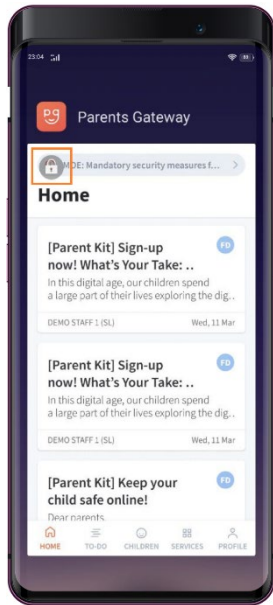 23:04
pg
Parents Gateway
MOE: Mandatory security measures f...
Home
[Parent Kit] Sign-up
now! What's Your Take: ..
FD
In this digital age, our children spend
a large part of their lives exploring the dig..
DEMO STAFF 1 (SL) Wed, 11 Mar
[Parent Kit] Sign-up
now! What's Your Take: ..
FD
In this digital age, our children spend
a large part of their lives exploring the dig..
DEMO STAFF 1 (SL) Wed, 11 Mar
[Parent Kit] Keep your
child safe online!
FD
Dear parents
HOME TO-DO CHILDREN SERVICES PROFILE